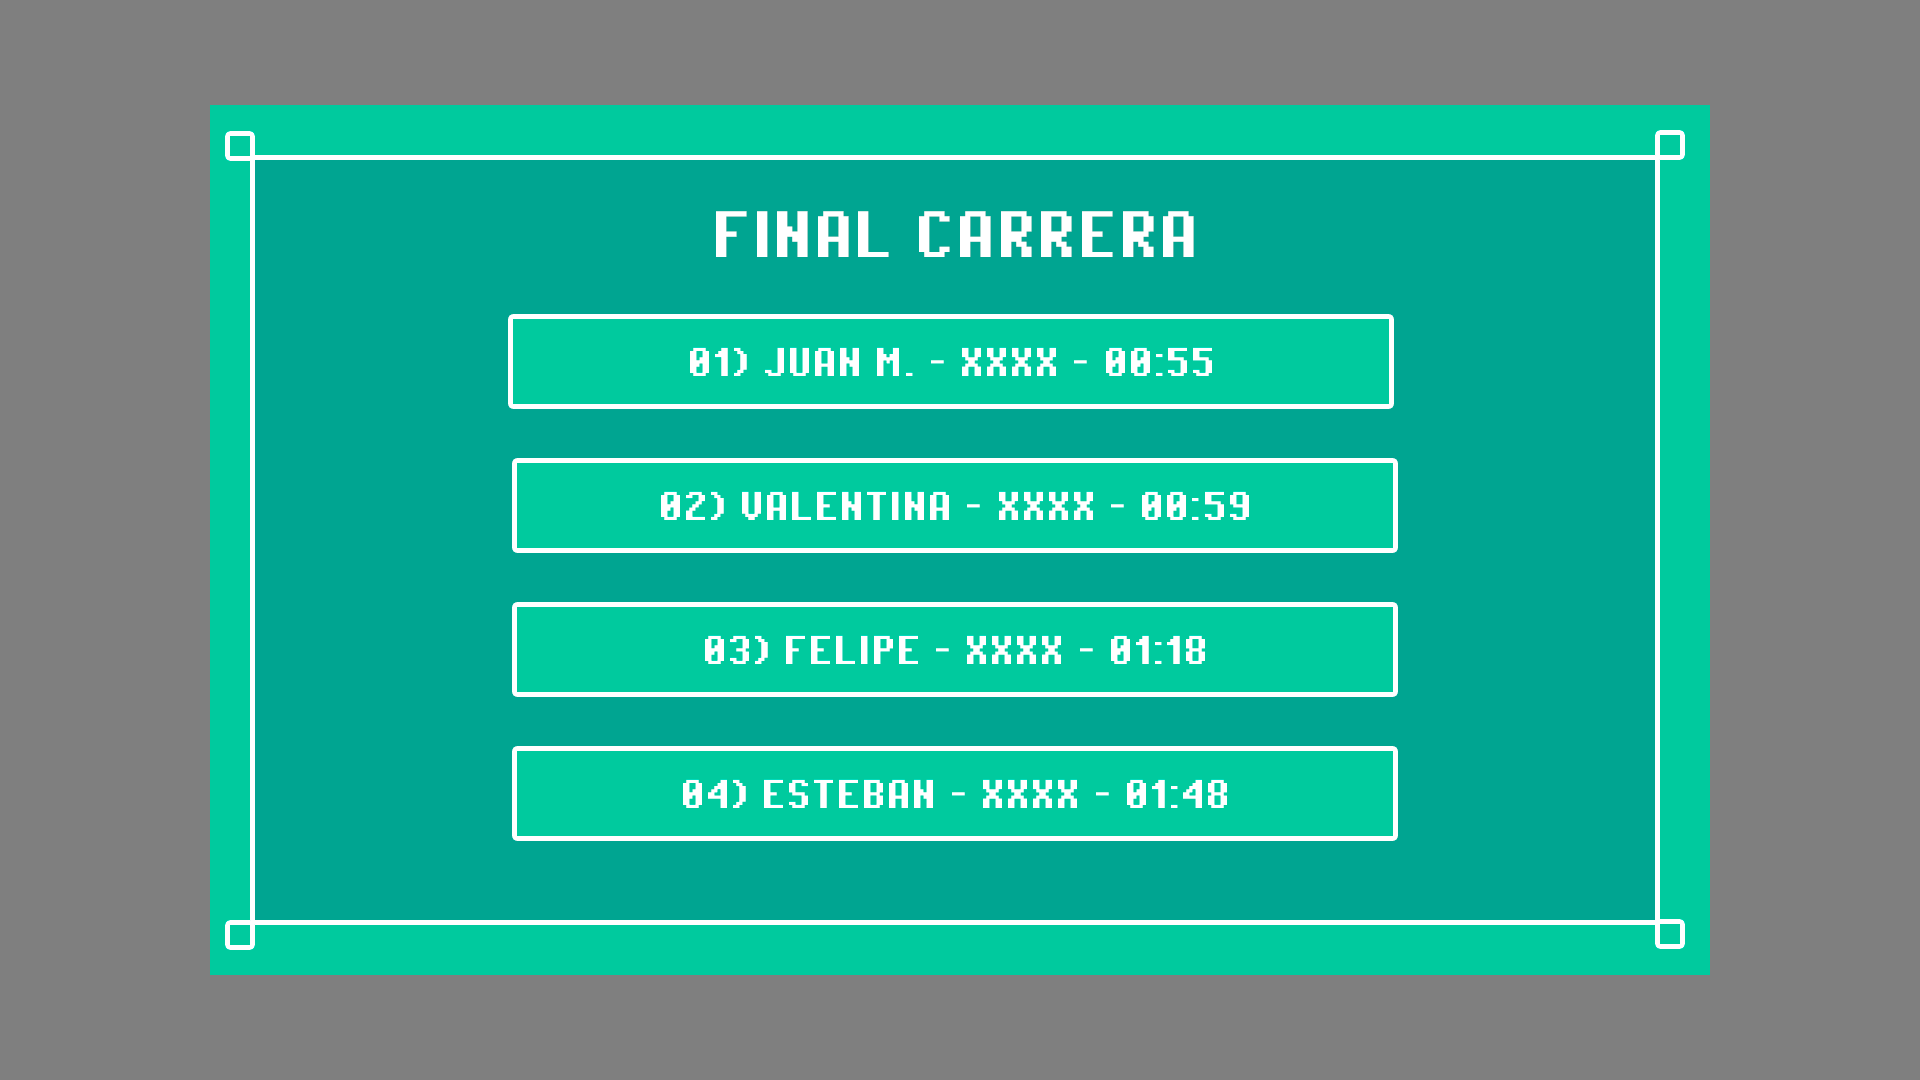 FINAL CARRERA
01) JUAN M. - XXXX - 00:55
02) VALENTINA - XXXX - 00:59
03) FELIPE - XXXX - 01:18
04) ESTEBAN - XXXX - 01:48